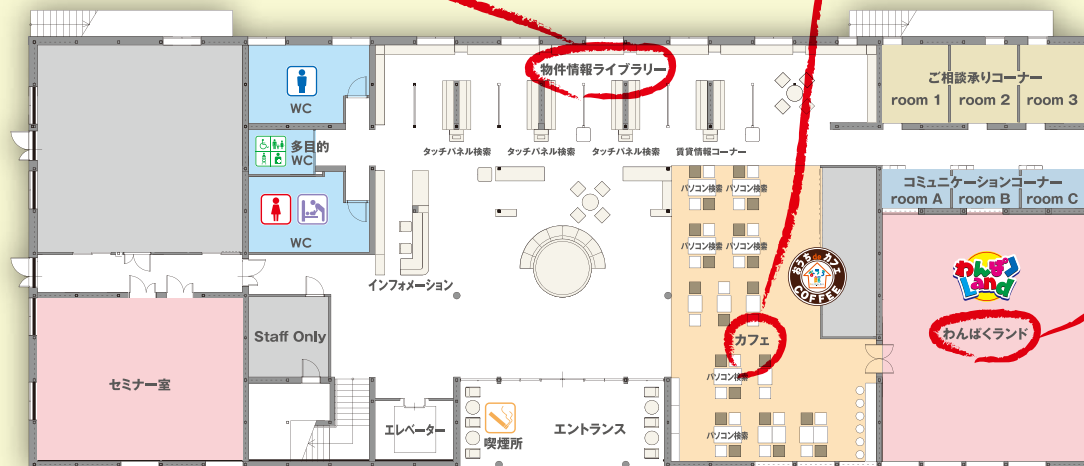 物件情報ライブラリー
ご相談承りコーナー
room 1
room 2
room 3
WC
多目的
WC
WC
タッチパネル検索
タッチパネル検索
タッチパネル検索
賃貸情報コーナー
コミュニケーションコーナー
room A
room B
room C
パソコン検索
パソコン検索
パソコン検索
パソコン検索
インフォメーション
おうちカフェ
COFFEE
わんぱく
Land
わんぱくランド
Staff Only
カフェ
セミナー室
パソコン検索
エレベーター
喫煙所
エントランス
パソコン検索